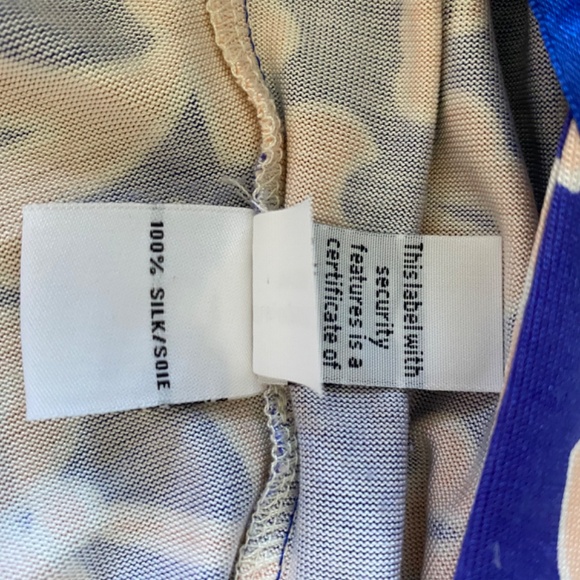 100% SILK/SOIE
This label with
security
features is a
certificate of